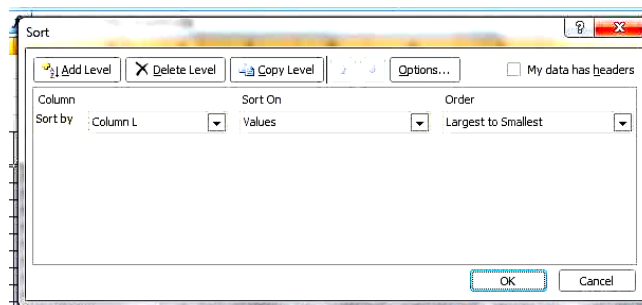 Sort
Add Level Delete Level Copy Level Options... My data has headers
Column Sort On Order
Sort by Column L Values Largest to Smallest
OK Cancel